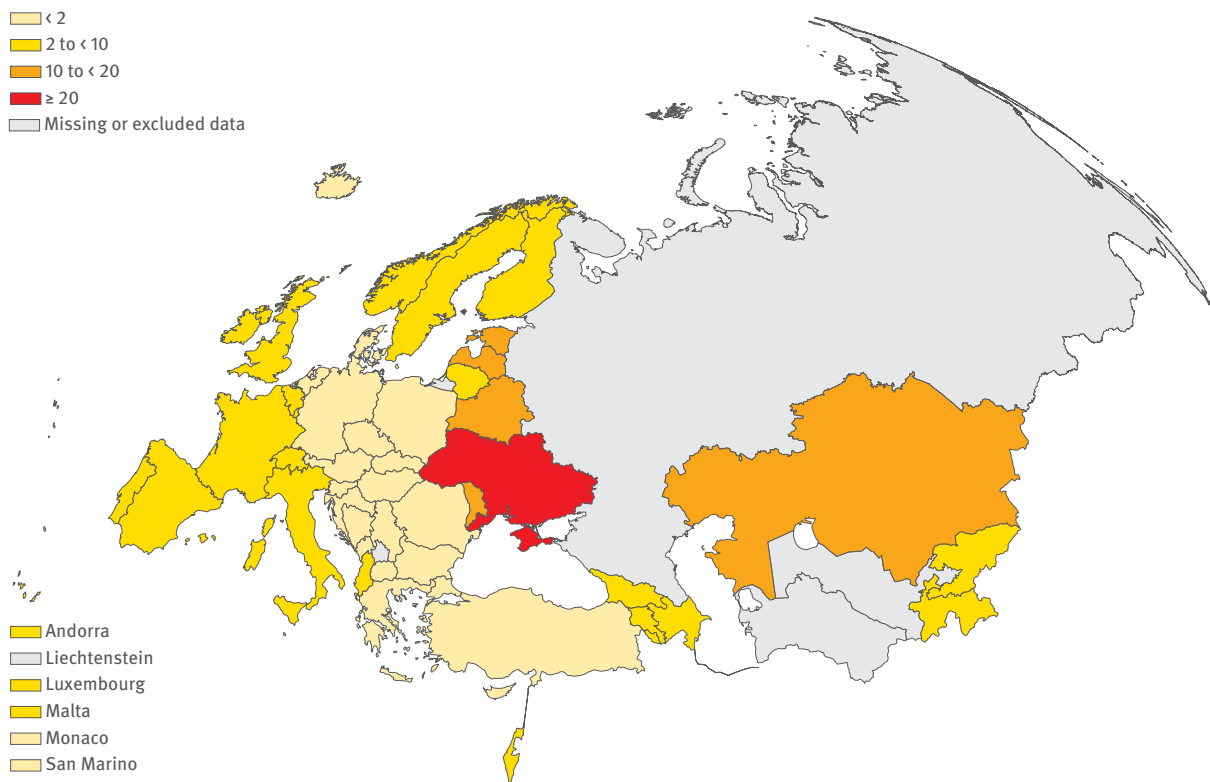 < 2
2 to < 10
10 to < 20
≥ 20
Missing or excluded data
Andorra
Liechtenstein
Luxembourg
Malta
Monaco
San Marino